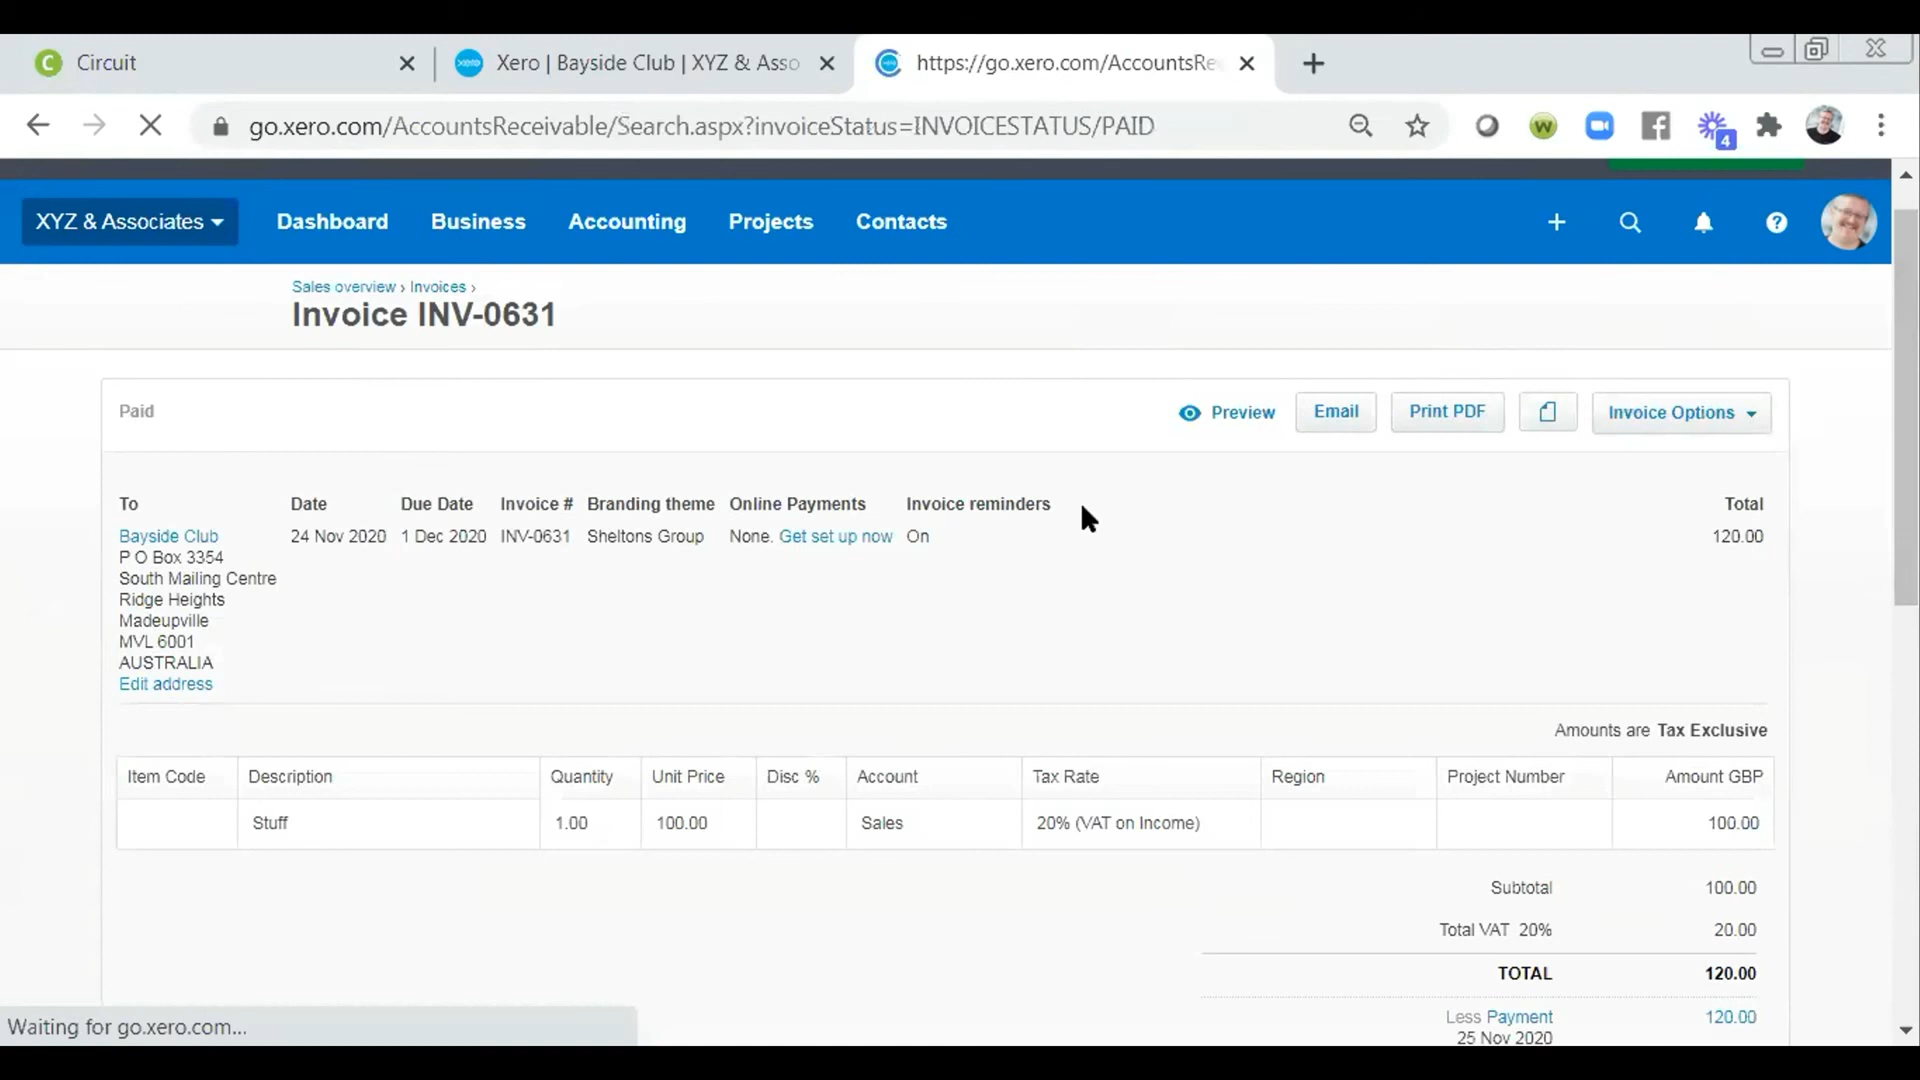 Circuit
Xero | Bayside Club | XYZ & Asso
https://go.xero.com/AccountsRe
go.xero.com/AccountsReceivable/Search.aspx?invoiceStatus=INVOICESTATUS/PAID
4
XYZ & Associates
Dashboard
Business
Accounting
Projects
Contacts
Sales overview › Invoices ›
Invoice INV-0631
Paid
Preview
Email
Print PDF
Invoice Options
To
Date
Due Date
Invoice #
Branding theme
Online Payments
Invoice reminders
Total
Bayside Club
24 Nov 2020
1 Dec 2020
INV-0631
Sheltons Group
None. Get set up now
On
120.00
P O Box 3354
South Mailing Centre
Ridge Heights
Madeupville
MVL 6001
AUSTRALIA
Edit address
Amounts are Tax Exclusive
Item Code
Description
Quantity
Unit Price
Disc %
Account
Tax Rate
Region
Project Number
Amount GBP
Stuff
1.00
100.00
Sales
20% (VAT on Income)
100.00
Subtotal
100.00
Total VAT 20%
20.00
TOTAL
120.00
Less Payment
120.00
25 Nov 2020
Waiting for go.xero.com...